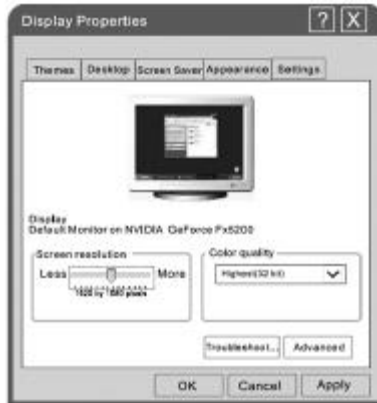 Display Properties ? X
Themes Desktop Screen Saver Appearance Settings
Display
Default Monitor on NVIDIA GeForce Fx5200
Screen resolution
Less More
pixels
Color quality
Highest(32 bit)
Troubleshoot... Advanced
OK Cancel Apply